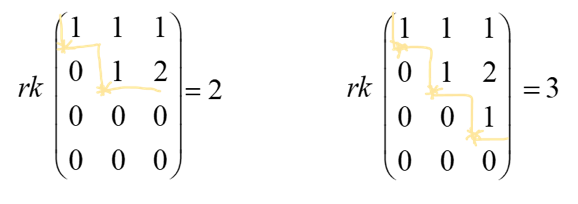 1 1 1 1 1 1
0 1 2 0 1 2
rk = 2 rk = 3
0 0 0 0 0 1
0 0 0 0 0 0